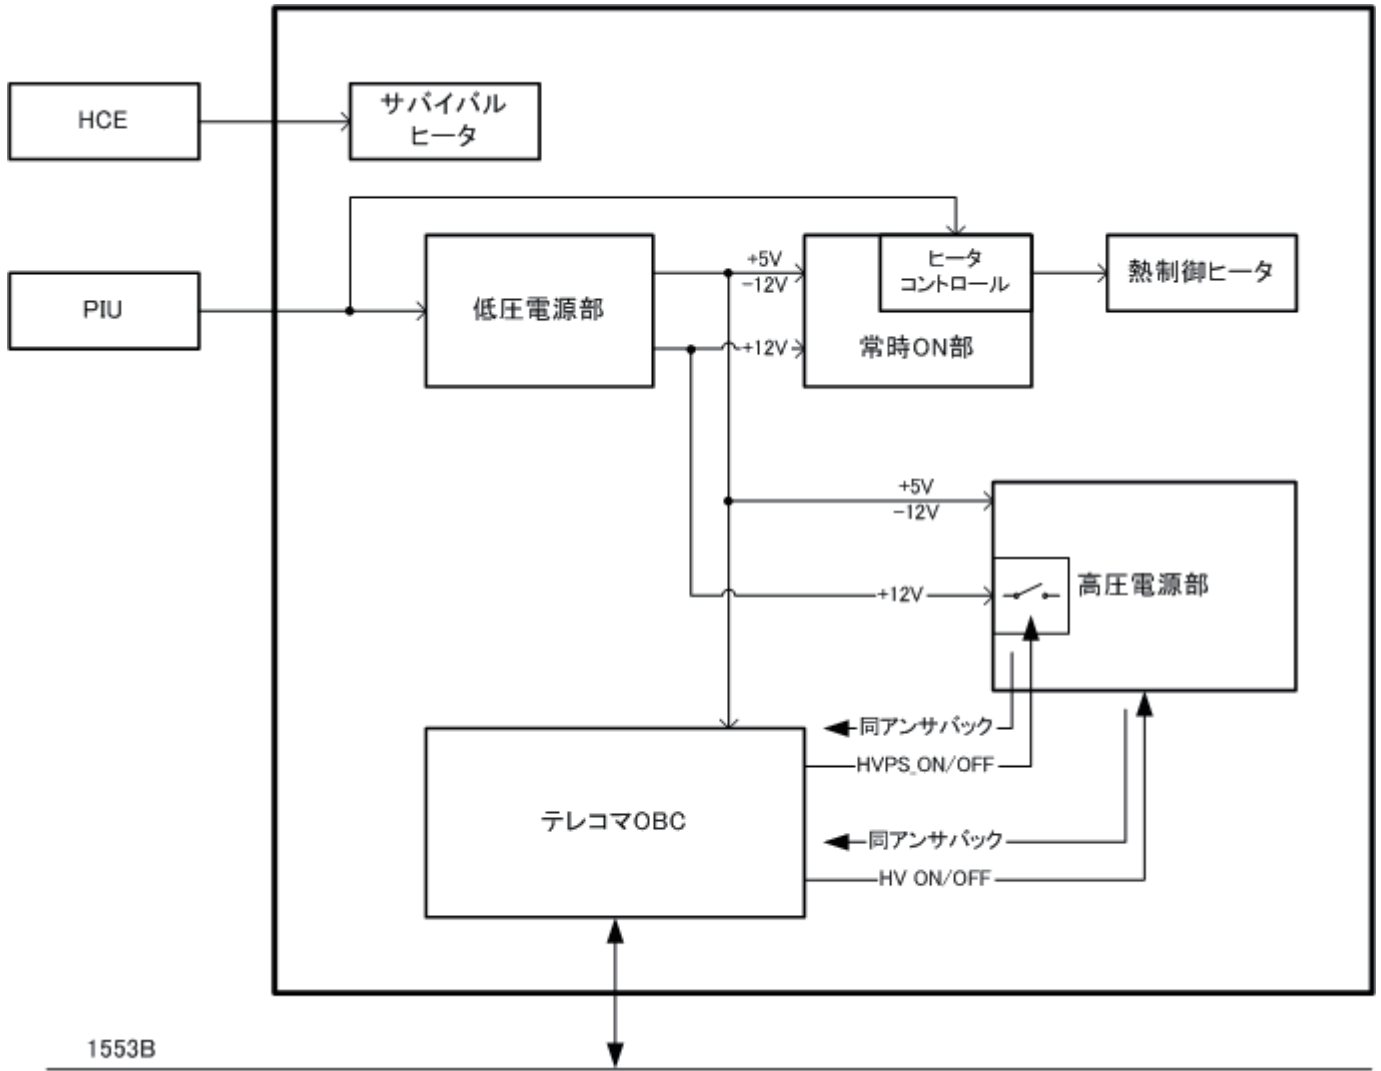 HCE
サバイバル
ヒータ
PIU
低圧電源部
+5V
-12V
+12V
ヒータ
コントロール
常時ON部
熱制御ヒータ
+5V
-12V
+12V
高圧電源部
同アンサバック
HVPS_ON/OFF
テレコマOBC
同アンサバック
HV ON/OFF
1553B